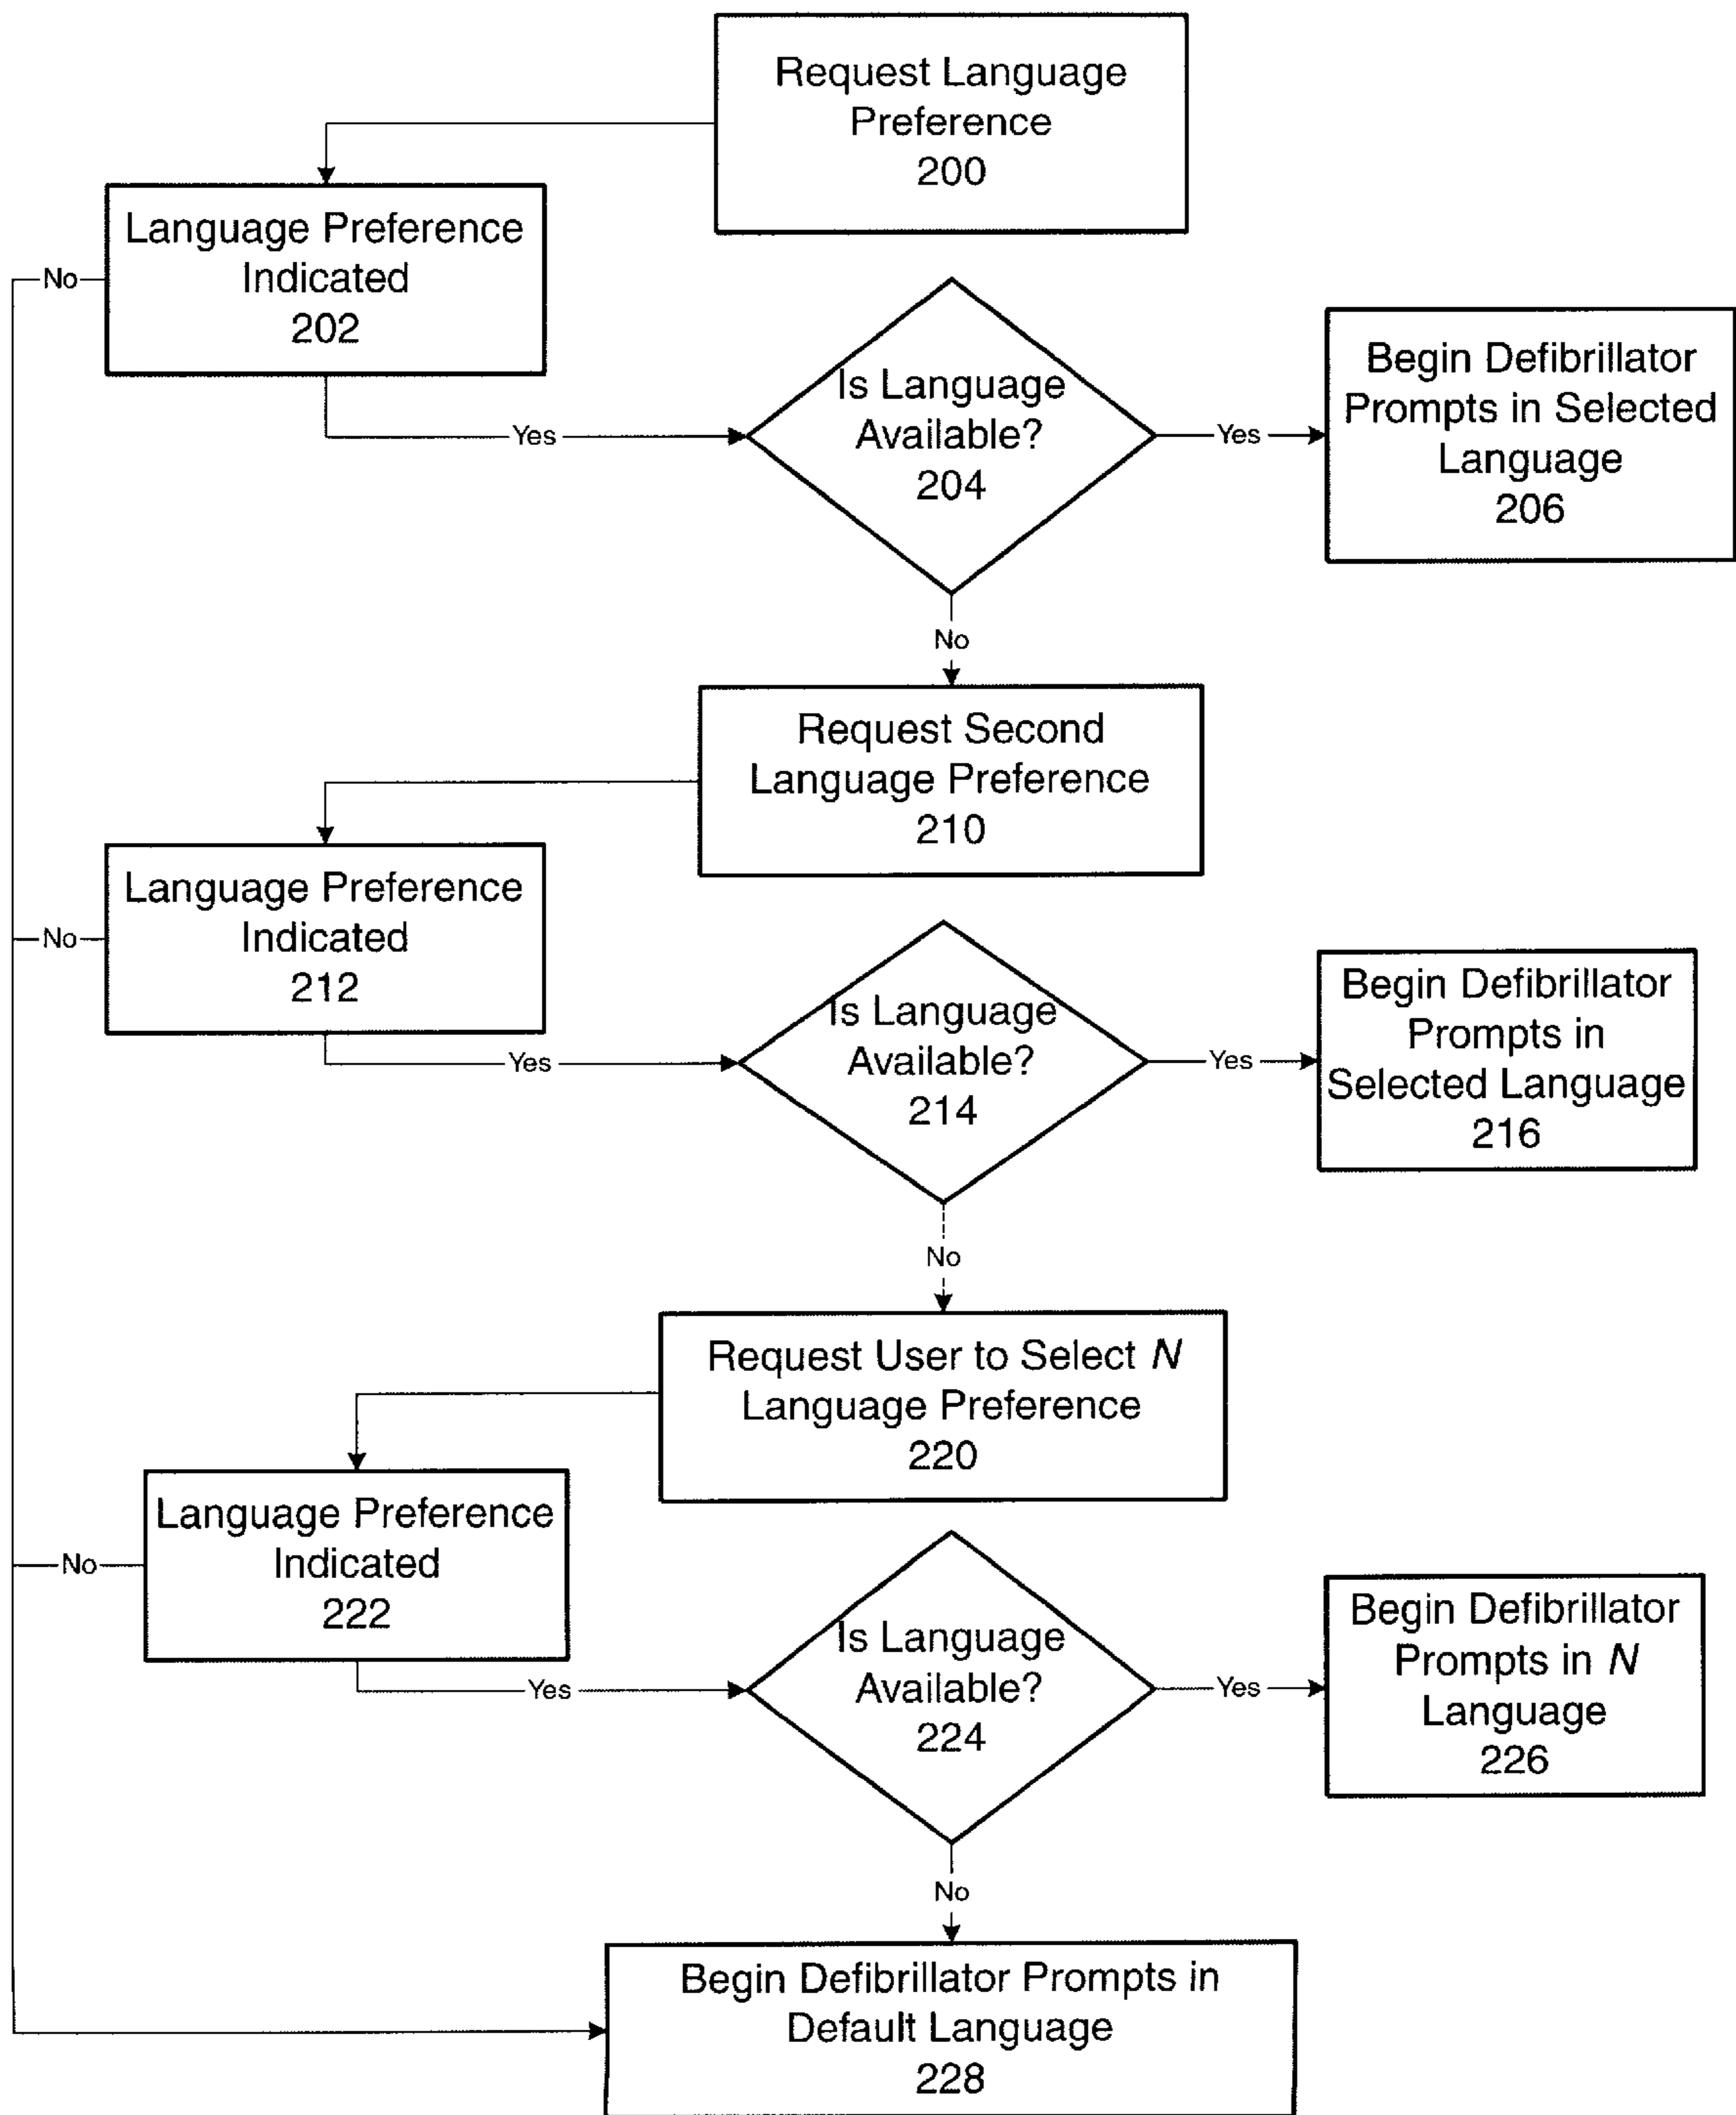 Request Language
Preference
200
Language Preference
Indicated
202
No
Yes
Is Language
Available?
204
Yes
Begin Defibrillator
Prompts in Selected
Language
206
No
Request Second
Language Preference
210
Language Preference
Indicated
212
No
Yes
Is Language
Available?
214
Yes
Begin Defibrillator
Prompts in
Selected Language
216
No
Request User to Select N
Language Preference
220
Language Preference
Indicated
222
No
Yes
Is Language
Available?
224
Yes
Begin Defibrillator
Prompts in N
Language
226
No
Begin Defibrillator Prompts in
Default Language
228